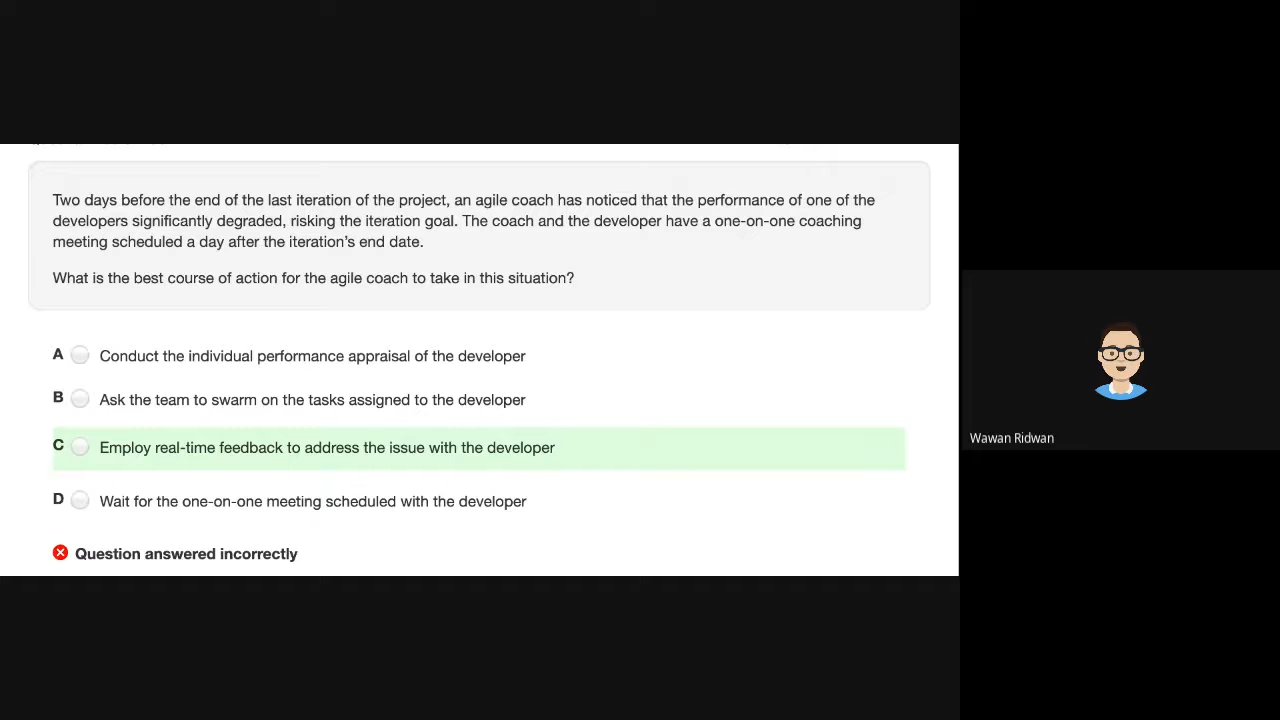 Two days before the end of the last iteration of the project, an agile coach has noticed that the performance of one of the
developers significantly degraded, risking the iteration goal. The coach and the developer have a one-on-one coaching
meeting scheduled a day after the iteration's end date.
What is the best course of action for the agile coach to take in this situation?
A Conduct the individual performance appraisal of the developer
B Ask the team to swarm on the tasks assigned to the developer
C Employ real-time feedback to address the issue with the developer
D Wait for the one-on-one meeting scheduled with the developer
Question answered incorrectly
Wawan Ridwan